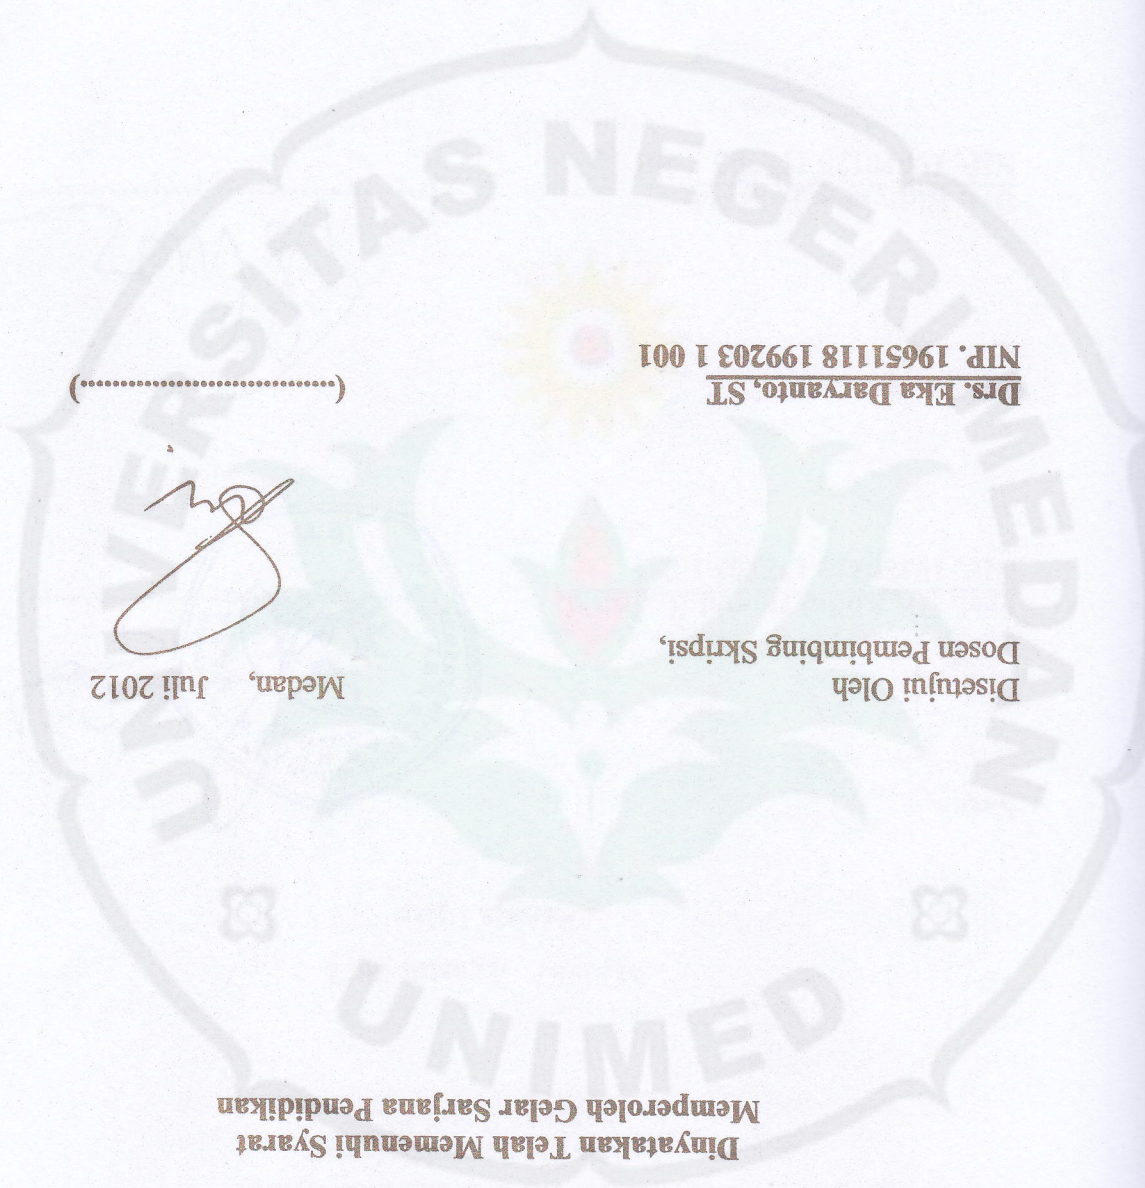 Dinyatakan Telah Memenuhi Syarat
Memperoleh Gelar Sarjana Pendidikan
Disetujui Oleh
Dosen Pembimbing Skripsi,
Medan, Juli 2012
Drs. Eka Daryanto, ST
NIP. 19651118 199203 1 001
(..............................)
UNIVERSITAS NEGERI MEDAN
UNIMED